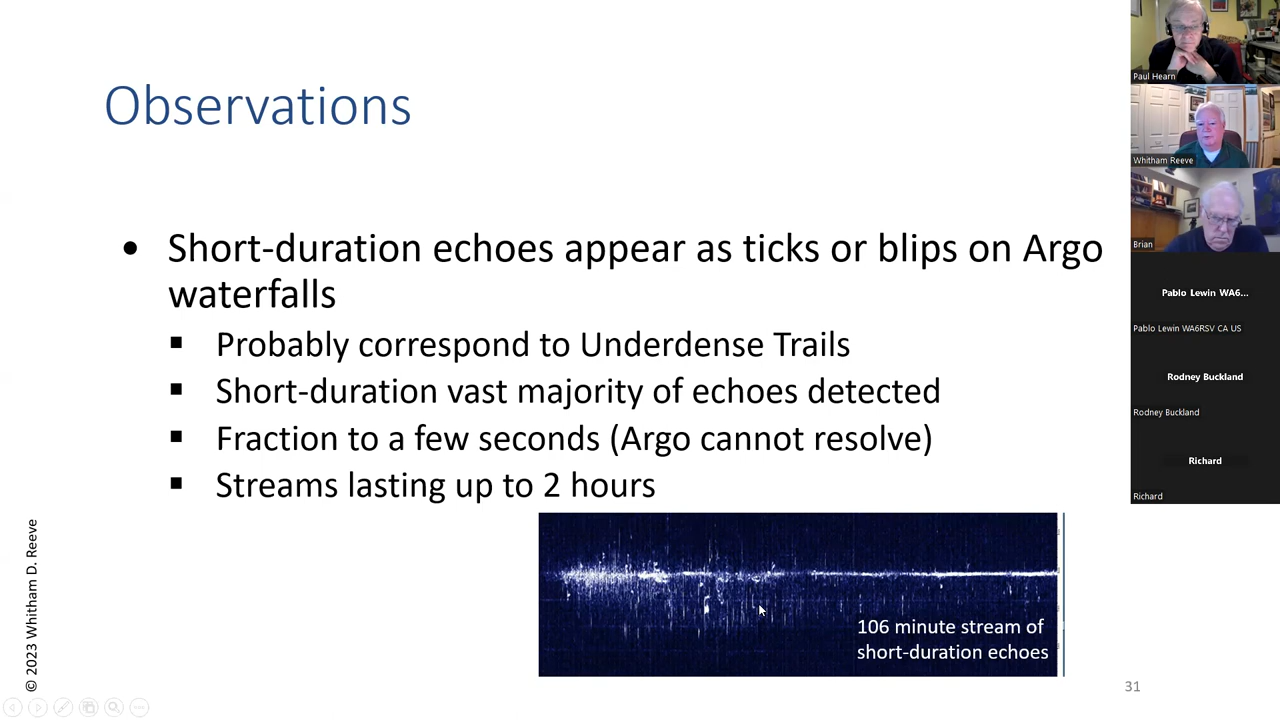 Observations
• Short-duration echoes appear as ticks or blips on Argo
waterfalls
▪ Probably correspond to Underdense Trails
▪ Short-duration vast majority of echoes detected
▪ Fraction to a few seconds (Argo cannot resolve)
▪ Streams lasting up to 2 hours
106 minute stream of
short-duration echoes
© 2023 Whitham D. Reeve
31
Paul Hearn
Whitham Reeve
Brian
Pablo Lewin WA6...
Pablo Lewin WA6RSV CA US
Rodney Buckland
Rodney Buckland
Richard
Richard